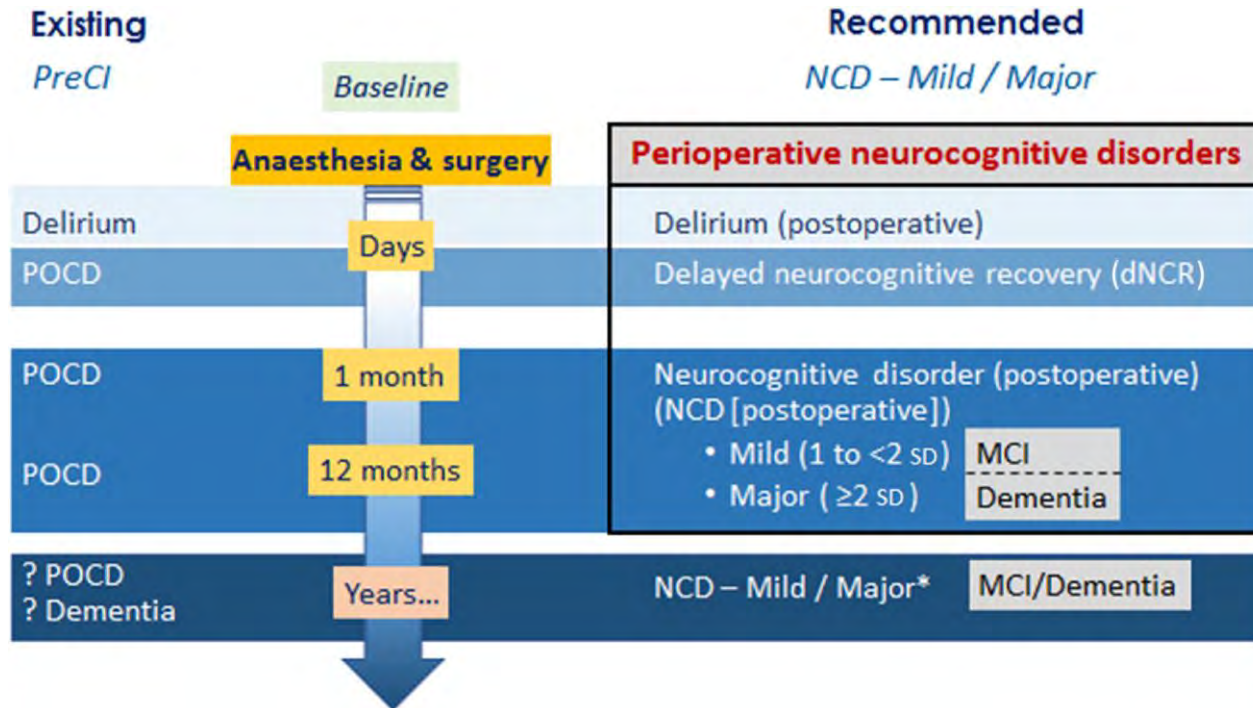 Existing
Recommended
PreCI
Baseline
NCD – Mild / Major
Anaesthesia & surgery
Perioperative neurocognitive disorders
Delirium
Days
Delirium (postoperative)
POCD
Delayed neurocognitive recovery (dNCR)
POCD
1 month
Neurocognitive disorder (postoperative)
(NCD [postoperative])
• Mild (1 to <2 SD)
MCI
POCD
12 months
• Major ( ≥2 SD)
Dementia
? POCD
? Dementia
Years...
NCD – Mild / Major*
MCI/Dementia